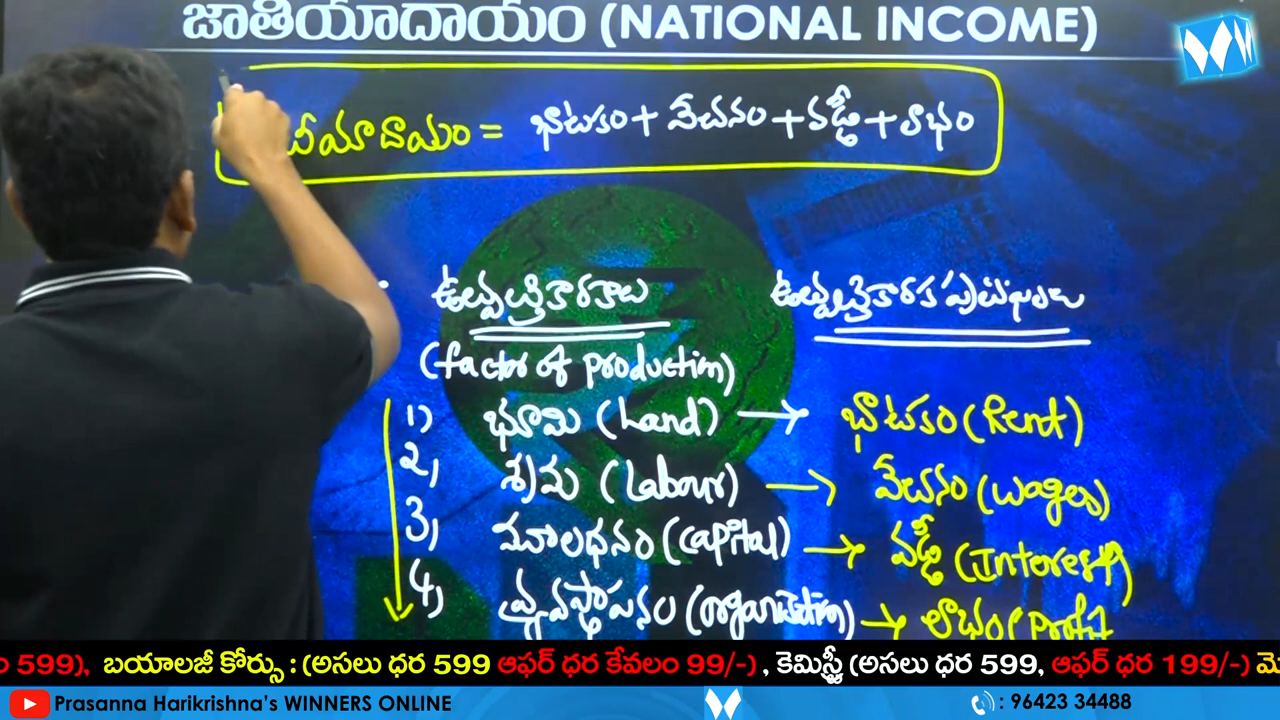 జాతీయాదాయం (NATIONAL INCOME)
యాదాయం = భాటకం + వేతనం + వడ్డీ + లాభం
ఉత్పత్తికారకాలు ఉత్పత్తికారక ప్రతిఫలాలు
(factor of production)
1) భూమి (Land) → భాటకం (Rent)
2) శ్రమ (Labour) → వేతనం
3) మూలధనం (capital) → వడ్డీ (Interest)
4) వ్యవస్థాపనం (organization) → లాభం (Profit
599), బయాలజీ కోర్సు : (అసలు ధర 599 ఆఫర్ ధర కేవలం 99/-) , కెమిస్ట్రీ (అసలు ధర 599, ఆఫర్ ధర 199/-)
Prasanna Harikrishna's WINNERS ONLINE : 96423 34488